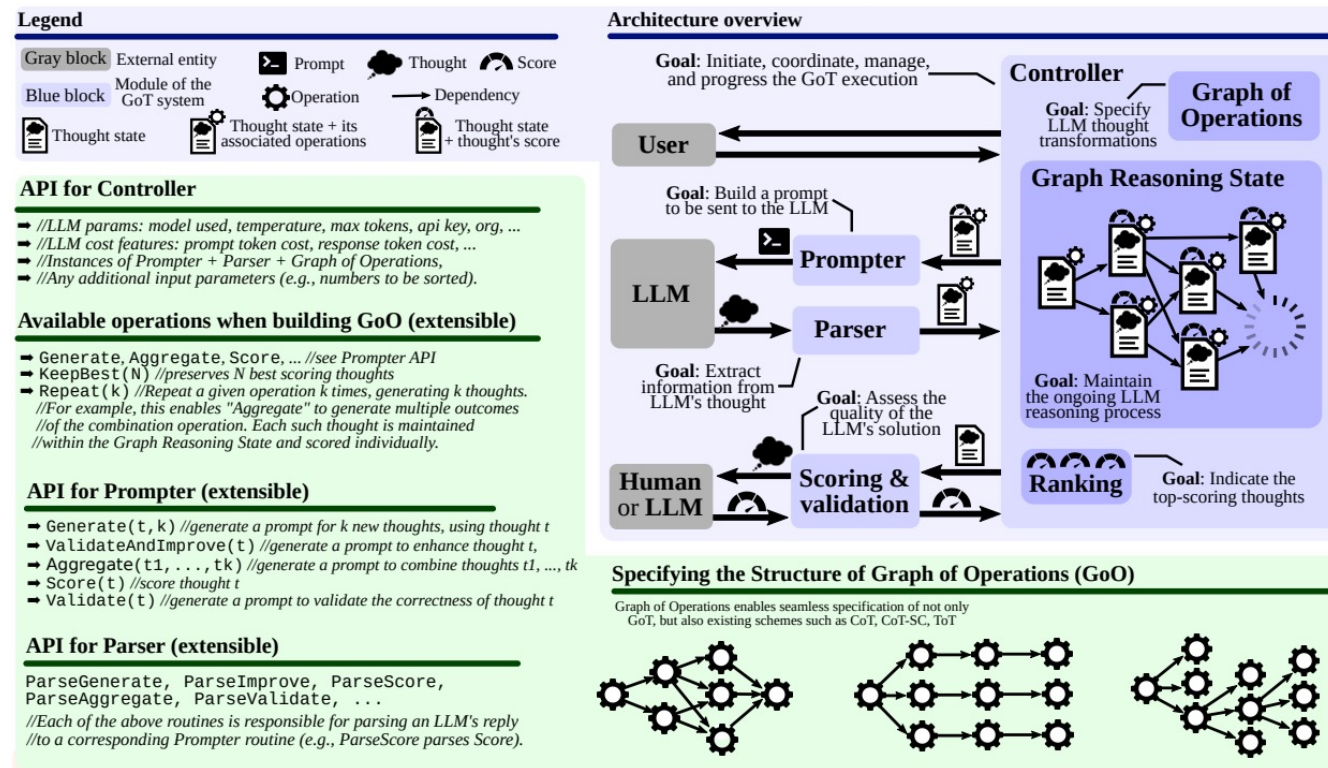 Legend
Gray block External entity
Prompt
Thought
Score
Blue block Module of the
GoT system
Operation
Dependency
Thought state
Thought state + its
associated operations
Thought state
+ thought's score
API for Controller
➡ //LLM params: model used, temperature, max tokens, api key, org, ...
➡ //LLM cost features: prompt token cost, response token cost, ...
➡ //Instances of Prompter + Parser + Graph of Operations,
➡ //Any additional input parameters (e.g., numbers to be sorted).
Available operations when building GoO (extensible)
➡ Generate, Aggregate, Score, ... //see Prompter API
➡ KeepBest(N) //preserves N best scoring thoughts
➡ Repeat(k) //Repeat a given operation k times, generating k thoughts.
//For example, this enables "Aggregate" to generate multiple outcomes
//of the combination operation. Each such thought is maintained
//within the Graph Reasoning State and scored individually.
API for Prompter (extensible)
➡ Generate(t,k) //generate a prompt for k new thoughts, using thought t
➡ ValidateAndImprove(t) //generate a prompt to enhance thought t,
➡ Aggregate(t1,...,tk) //generate a prompt to combine thoughts t1, ..., tk
➡ Score(t) //score thought t
➡ Validate(t) //generate a prompt to validate the correctness of thought t
API for Parser (extensible)
ParseGenerate, ParseImprove, ParseScore,
ParseAggregate, ParseValidate, ...
//Each of the above routines is responsible for parsing an LLM's reply
//to a corresponding Prompter routine (e.g., ParseScore parses Score).
Architecture overview
Goal: Initiate, coordinate, manage,
and progress the GoT execution
Controller
Goal: Specify
LLM thought
transformations
Graph of
Operations
User
Graph Reasoning State
Goal: Build a prompt
to be sent to the LLM
Prompter
LLM
Parser
Goal: Extract
information from
LLM's thought
Goal: Maintain
the ongoing LLM
reasoning process
Goal: Assess the
quality of the
LLM's solution
Human
or LLM
Scoring &
validation
Ranking
Goal: Indicate the
top-scoring thoughts
Specifying the Structure of Graph of Operations (GoO)
Graph of Operations enables seamless specification of not only
GoT, but also existing schemes such as CoT, CoT-SC, ToT